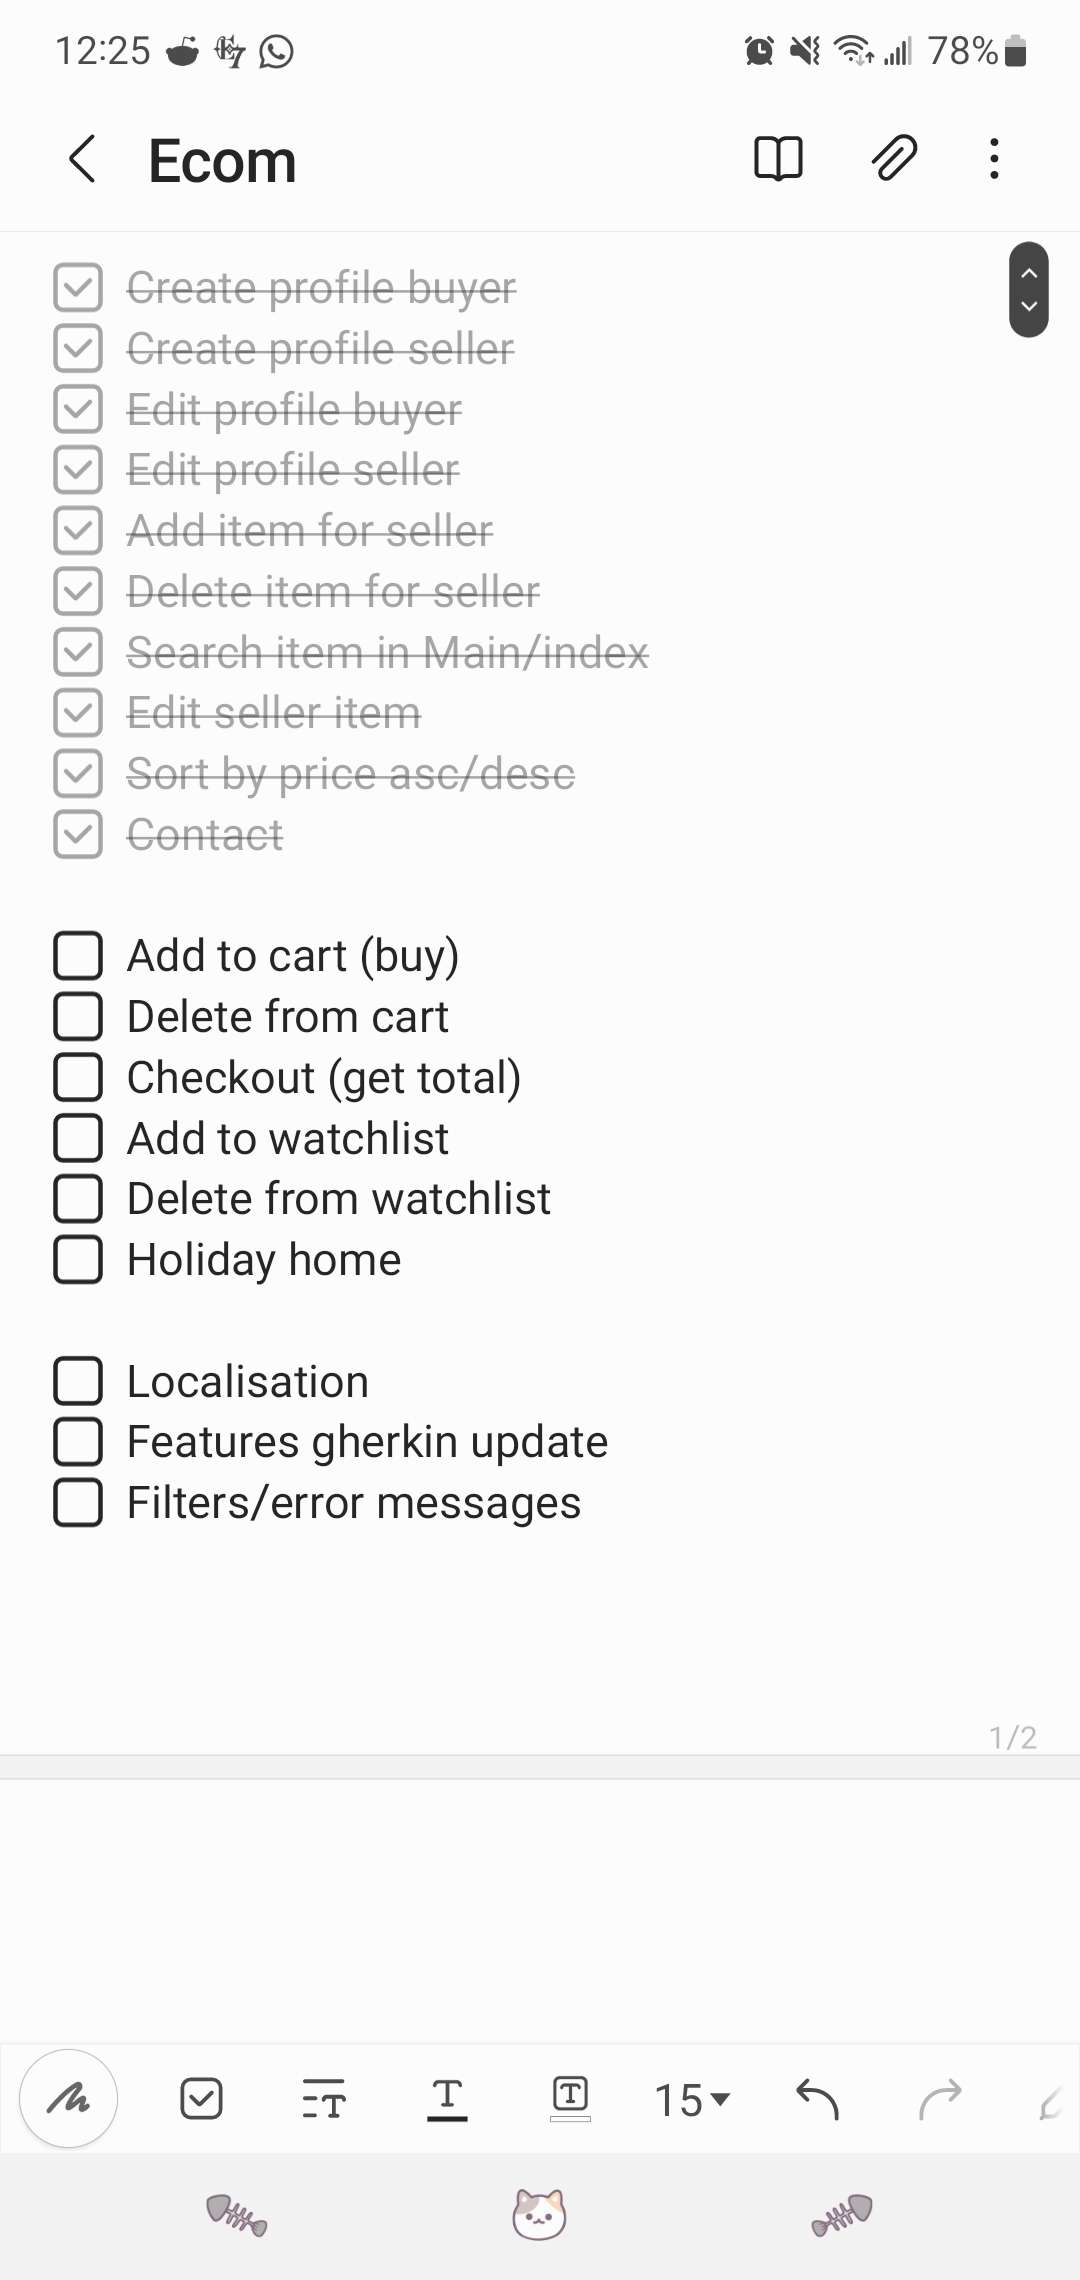 12:25
78%
Ecom
Create profile buyer
Create profile seller
Edit profile buyer
Edit profile seller
Add item for seller
Delete item for seller
Search item in Main/index
Edit seller item
Sort by price asc/desc
Contact
Add to cart (buy)
Delete from cart
Checkout (get total)
Add to watchlist
Delete from watchlist
Holiday home
Localisation
Features gherkin update
Filters/error messages
1/2
15